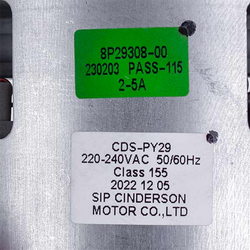 8P29308-00
230203 PASS-115
2-5A
CDS-PY29
220-240VAC 50/60Hz
Class 155
2022 12 05
SIP CINDERSON
MOTOR CO.,LTD